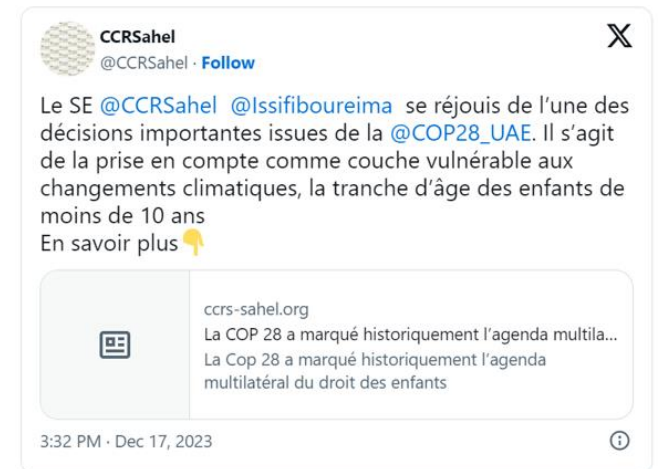 CCRSahel
@CCRSahel · Follow
Le SE @CCRSahel @Issifiboureima se réjouis de l’une des
décisions importantes issues de la @COP28_UAE. Il s’agit
de la prise en compte comme couche vulnérable aux
changements climatiques, la tranche d’âge des enfants de
moins de 10 ans
En savoir plus👇
ccrs-sahel.org
La COP 28 a marqué historiquement l’agenda multila...
La Cop 28 a marqué historiquement l’agenda
multilatéral du droit des enfants
3:32 PM · Dec 17, 2023